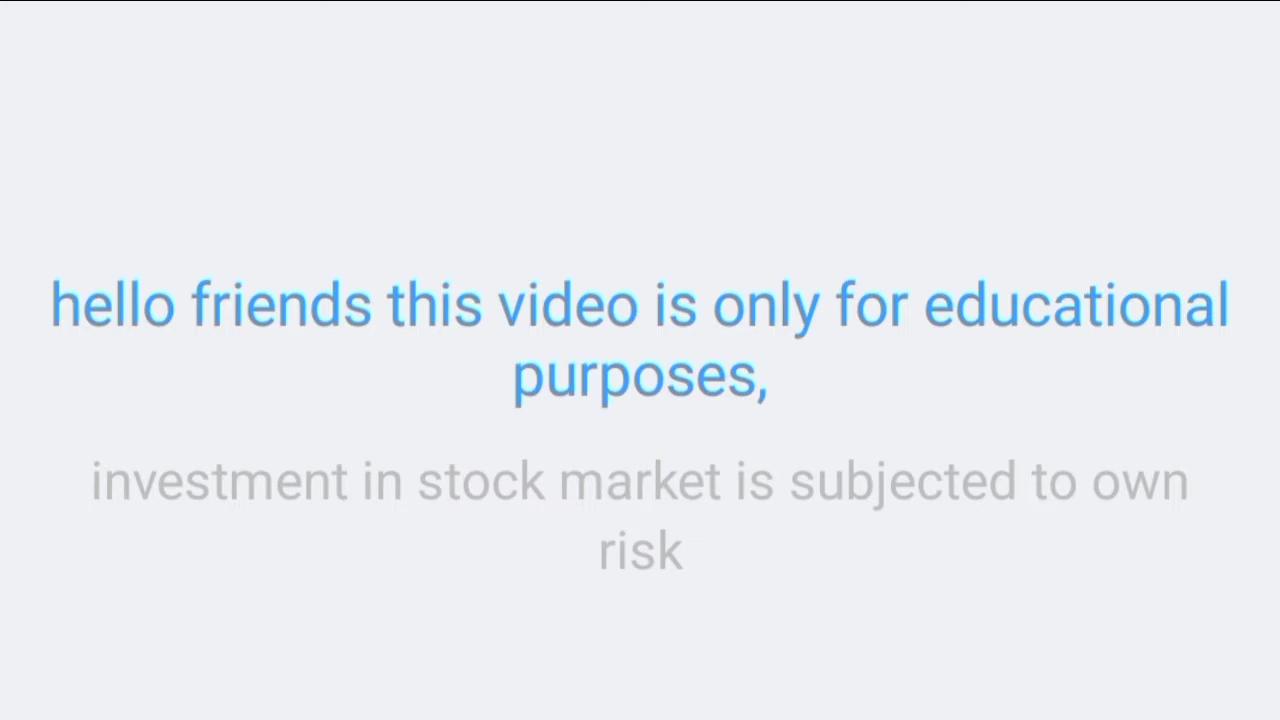 hello friends this video is only for educational
purposes,
investment in stock market is subjected to own
risk